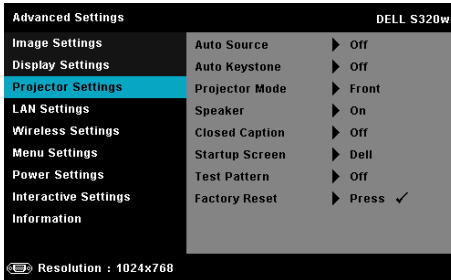 Advanced Settings DELL S320w
Image Settings
Display Settings
Projector Settings
LAN Settings
Wireless Settings
Menu Settings
Power Settings
Interactive Settings
Information
Auto Source Off
Auto Keystone Off
Projector Mode Front
Speaker On
Closed Caption Off
Startup Screen Dell
Test Pattern Off
Factory Reset Press ✓
Resolution : 1024x768